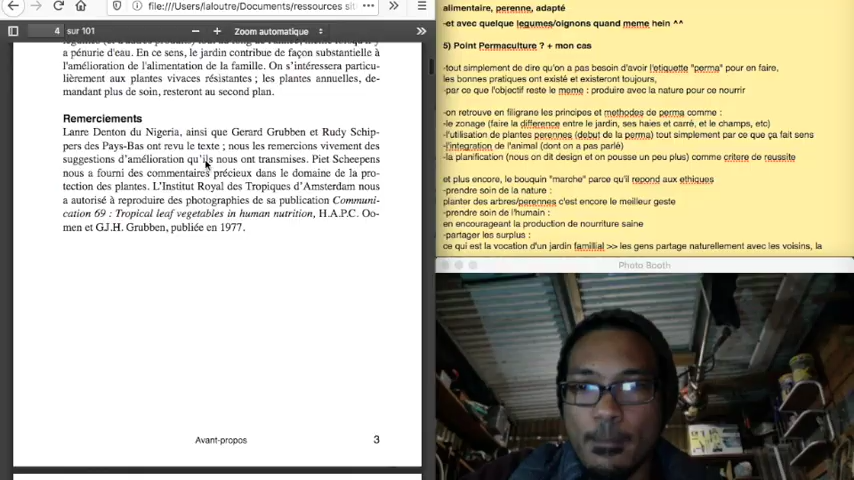 file:///Users/laloutre/Documents/ressources sit
4 sur 101
Zoom automatique
à pénurie d'eau. En ce sens, le jardin contribue de façon substantielle à
l'amélioration de l'alimentation de la famille. On s'intéressera particu-
lièrement aux plantes vivaces résistantes ; les plantes annuelles, de-
mandant plus de soin, resteront au second plan.
Remerciements
Lanre Denton du Nigeria, ainsi que Gerard Grubben et Rudy Schip-
pers des Pays-Bas ont revu le texte ; nous les remercions vivement des
suggestions d'amélioration qu'ils nous ont transmises. Piet Scheepens
nous a fourni des commentaires précieux dans le domaine de la pro-
tection des plantes. L'Institut Royal des Tropiques d'Amsterdam nous
a autorisé à reproduire des photographies de sa publication Communi-
cation 69 : Tropical leaf vegetables in human nutrition, H.A.P.C. Oo-
men et G.J.H. Grubben, publiée en 1977.
Avant-propos
3
alimentaire, perenne, adapté
-et avec quelque legumes/oignons quand meme hein ^^
5) Point Permaculture ? + mon cas
-tout simplement de dire qu'on a pas besoin d'avoir l'etiquette "perma" pour en faire,
les bonnes pratiques ont existé et existeront toujours,
-par ce que l'objectif reste le meme : produire avec la nature pour ce nourrir
-on retrouve en filigrane les principes et methodes de perma comme :
-le zonage (faire la différence entre le jardin, ses haies et carré, et le champs, etc)
-l'utilisation de plantes perennes (debut de la perma) tout simplement par ce que ça fait sens
-l'integration de l'animal (dont on a pas parlé)
-la planification (nous on dit design et on pousse un peu plus) comme critere de reussite
et plus encore, le bouquin "marche" parce qu'il repond aux ethiques
-prendre soin de la nature :
planter des arbres/perennes c'est encore le meilleur geste
-prendre soin de l'humain :
en encourageant la production de nourriture saine
-partager les surplus :
ce qui est la vocation d'un jardin famillial >> les gens partage naturellement avec les voisins, la
Photo Booth